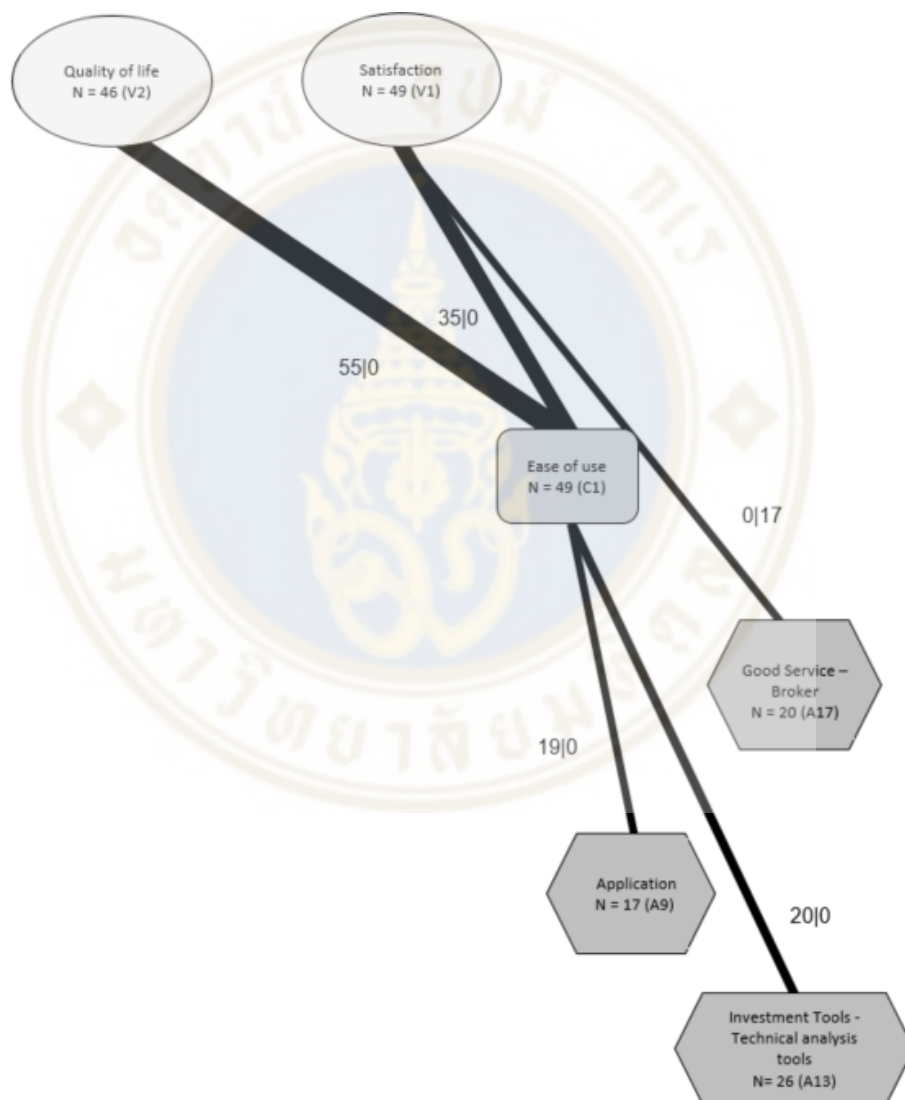 Quality of life
N = 46 (V2)
Satisfaction
N = 49 (V1)
35|0
55|0
Ease of use
N = 49 (C1)
0|17
Good Service –
Broker
N = 20 (A17)
19|0
Application
N = 17 (A9)
20|0
Investment Tools -
Technical analysis
tools
N= 26 (A13)